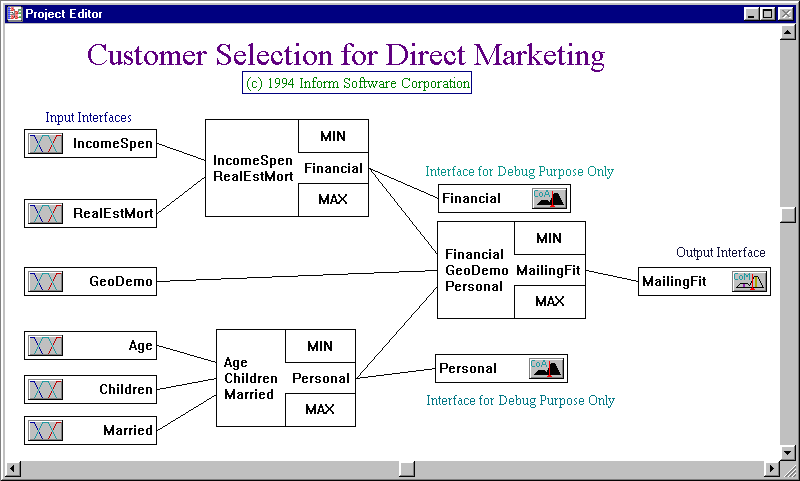 Project Editor
Customer Selection for Direct Marketing
(c) 1994 Inform Software Corporation
Input Interfaces
IncomeSpen
RealEstMort
GeoDemo
Age
Children
Married
IncomeSpen
RealEstMort
MIN
Financial
MAX
Age
Children
Married
MIN
Personal
MAX
Interface for Debug Purpose Only
Financial
CoA
Financial
GeoDemo
Personal
MIN
MailingFit
MAX
Personal
CoA
Interface for Debug Purpose Only
Output Interface
MailingFit
CoM